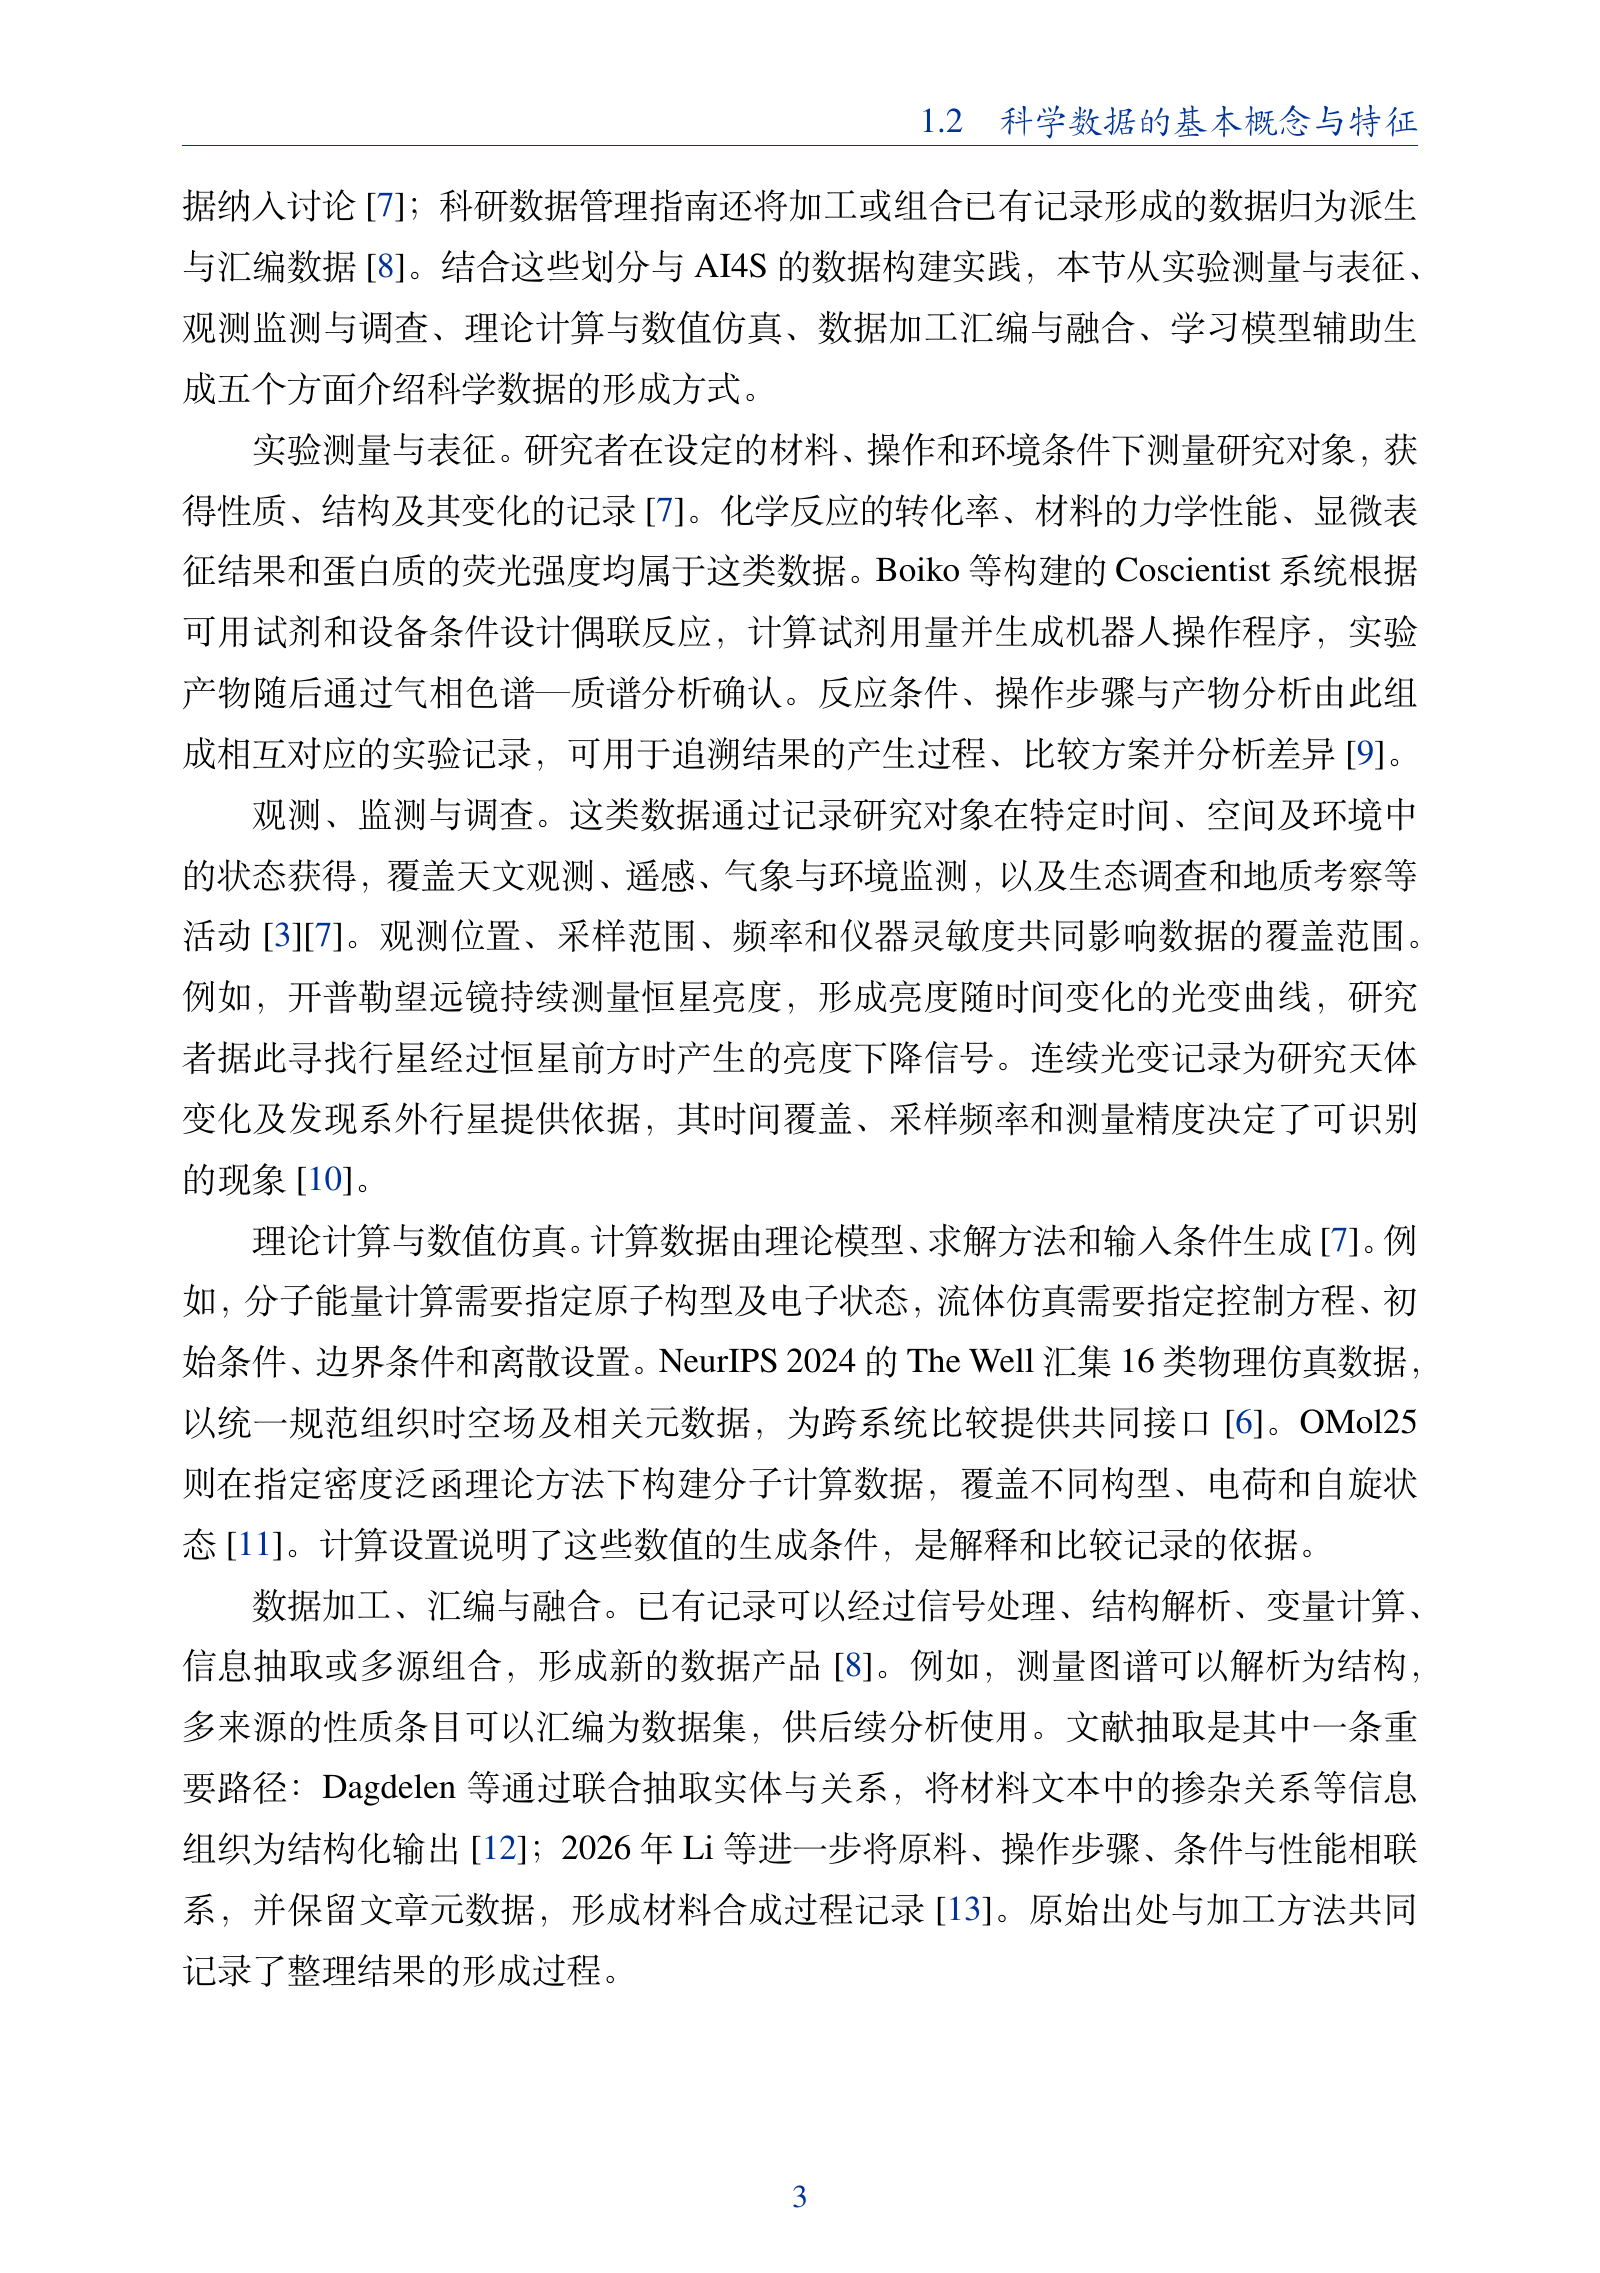 1.2 科学数据的基本概念与特征
据纳入讨论 [7]；科研数据管理指南还将加工或组合已有记录形成的数据归为派生
与汇编数据 [8]。结合这些划分与 AI4S 的数据构建实践，本节从实验测量与表征、
观测监测与调查、理论计算与数值仿真、数据加工汇编与融合、学习模型辅助生
成五个方面介绍科学数据的形成方式。
实验测量与表征。研究者在设定的材料、操作和环境条件下测量研究对象，获
得性质、结构及其变化的记录 [7]。化学反应的转化率、材料的力学性能、显微表
征结果和蛋白质的荧光强度均属于这类数据。Boiko 等构建的 Coscientist 系统根据
可用试剂和设备条件设计偶联反应，计算试剂用量并生成机器人操作程序，实验
产物随后通过气相色谱—质谱分析确认。反应条件、操作步骤与产物分析由此组
成相互对应的实验记录，可用于追溯结果的产生过程、比较方案并分析差异 [9]。
观测、监测与调查。这类数据通过记录研究对象在特定时间、空间及环境中
的状态获得，覆盖天文观测、遥感、气象与环境监测，以及生态调查和地质考察等
活动 [3][7]。观测位置、采样范围、频率和仪器灵敏度共同影响数据的覆盖范围。
例如，开普勒望远镜持续测量恒星亮度，形成亮度随时间变化的光变曲线，研究
者据此寻找行星经过恒星前方时产生的亮度下降信号。连续光变记录为研究天体
变化及发现系外行星提供依据，其时间覆盖、采样频率和测量精度决定了可识别
的现象 [10]。
理论计算与数值仿真。计算数据由理论模型、求解方法和输入条件生成 [7]。例
如，分子能量计算需要指定原子构型及电子状态，流体仿真需要指定控制方程、初
始条件、边界条件和离散设置。NeurIPS 2024 的 The Well 汇集 16 类物理仿真数据，
以统一规范组织时空场及相关元数据，为跨系统比较提供共同接口 [6]。OMol25
则在指定密度泛函理论方法下构建分子计算数据，覆盖不同构型、电荷和自旋状
态 [11]。计算设置说明了这些数值的生成条件，是解释和比较记录的依据。
数据加工、汇编与融合。已有记录可以经过信号处理、结构解析、变量计算、
信息抽取或多源组合，形成新的数据产品 [8]。例如，测量图谱可以解析为结构，
多来源的性质条目可以汇编为数据集，供后续分析使用。文献抽取是其中一条重
要路径：Dagdelen 等通过联合抽取实体与关系，将材料文本中的掺杂关系等信息
组织为结构化输出 [12]；2026 年 Li 等进一步将原料、操作步骤、条件与性能相联
系，并保留文章元数据，形成材料合成过程记录 [13]。原始出处与加工方法共同
记录了整理结果的形成过程。
3